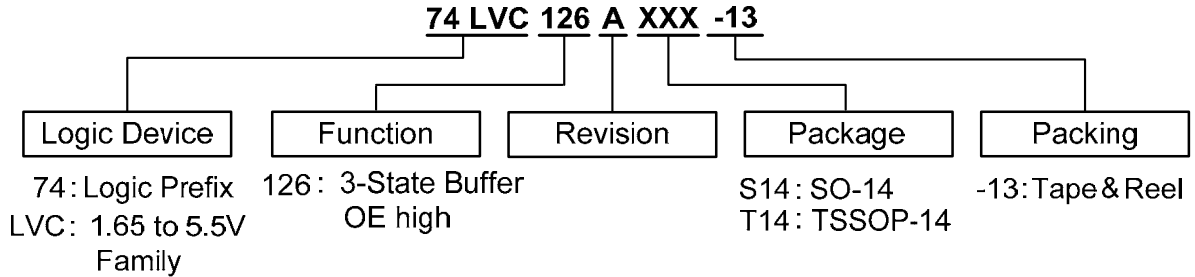 74 LVC 126 A XXX -13
Logic Device
Function
Revision
Package
Packing
74: Logic Prefix
LVC: 1.65 to 5.5V
Family
126: 3-State Buffer
OE high
S14: SO-14
T14: TSSOP-14
-13: Tape & Reel